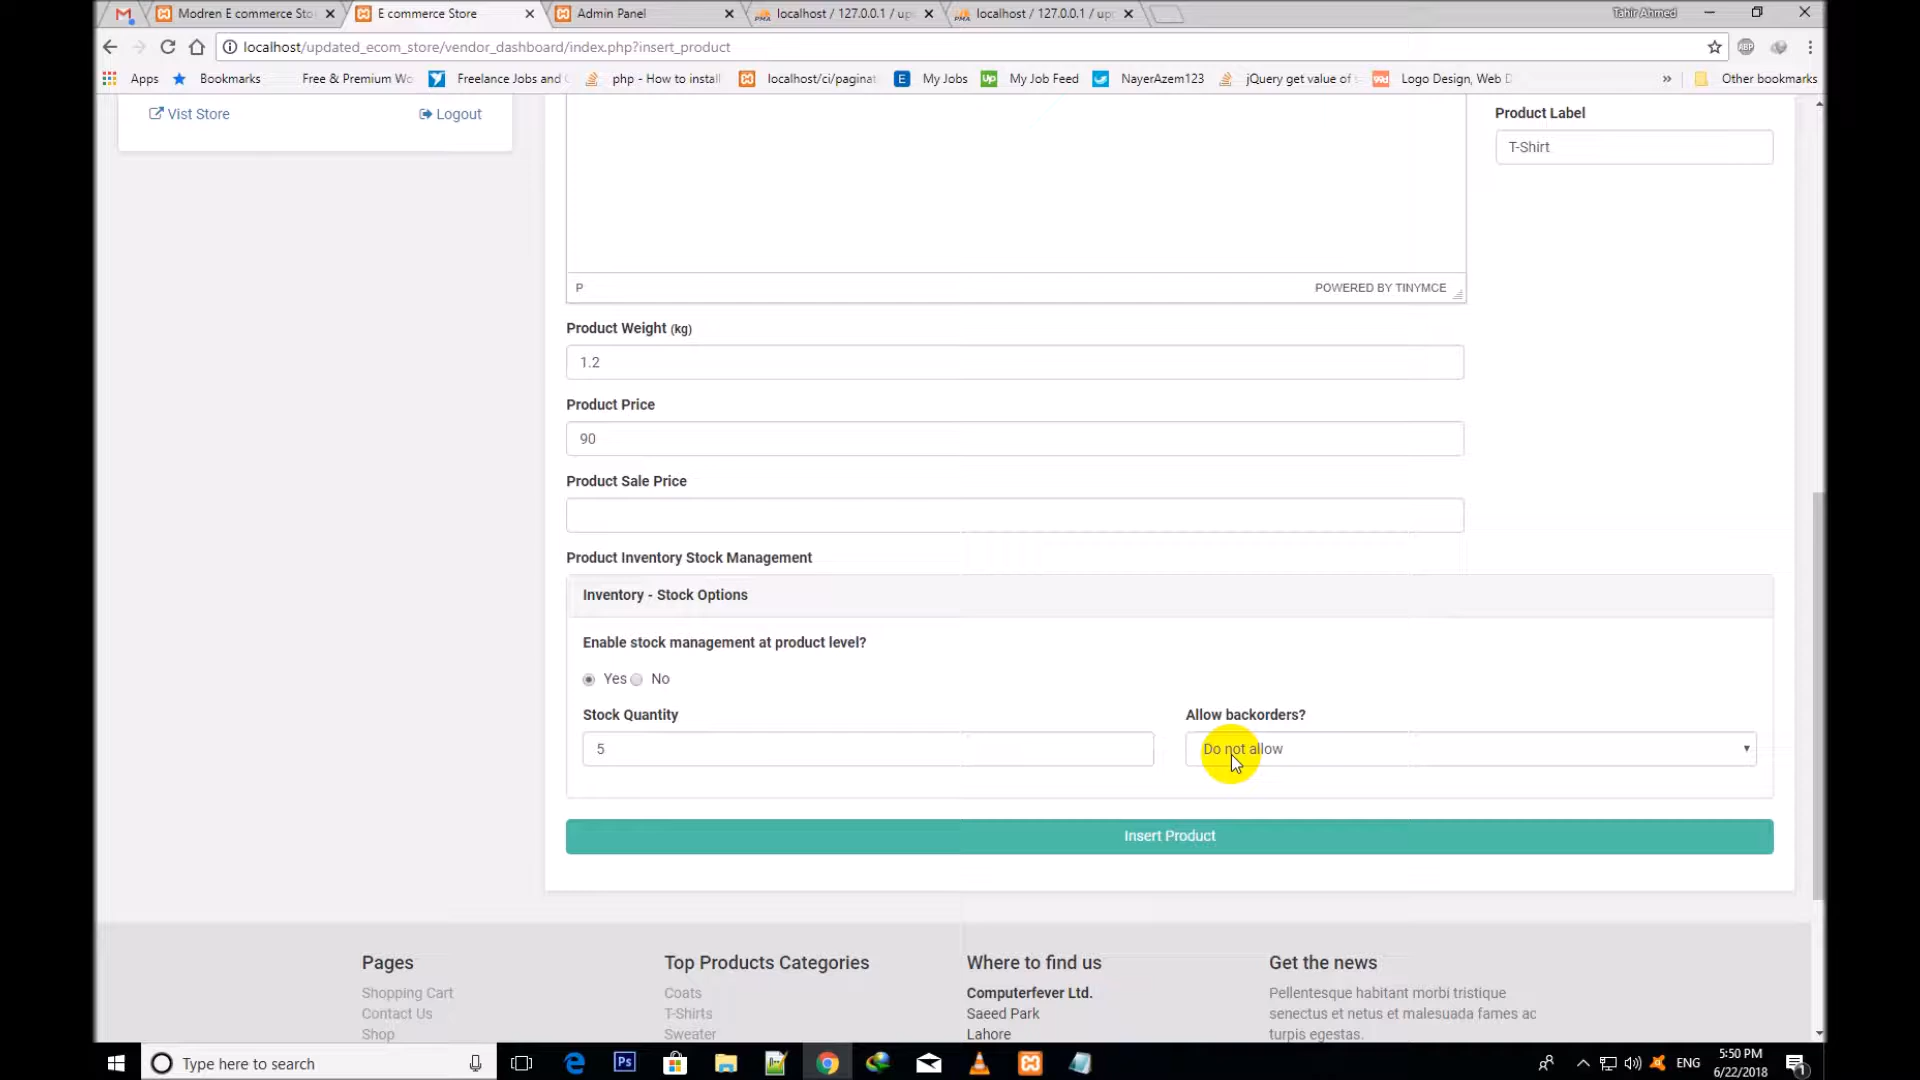 Modren E commerce Sto
E commerce Store
Admin Panel
localhost / 127.0.0.1 / up
localhost / 127.0.0.1 / up
Tahir Ahmed
localhost/updated_ecom_store/vendor_dashboard/index.php?insert_product
ABP
Apps
Bookmarks
Free & Premium Wo
Freelance Jobs and
php - How to install
localhost/ci/paginat
E
My Jobs
Up
My Job Feed
NayerAzem123
jQuery get value of
Logo Design, Web D
»
Other bookmarks
Vist Store
Logout
Product Label
T-Shirt
P
POWERED BY TINYMCE
Product Weight (kg)
1.2
Product Price
90
Product Sale Price
Product Inventory Stock Management
Inventory - Stock Options
Enable stock management at product level?
Yes No
Stock Quantity
Allow backorders?
5
Do not allow
Insert Product
Pages
Top Products Categories
Where to find us
Get the news
Shopping Cart
Coats
Computerfever Ltd.
Pellentesque habitant morbi tristique
Contact Us
T-Shirts
Saeed Park
senectus et netus et malesuada fames ac
Shop
Sweater
Lahore
turpis egestas.
Type here to search
Ps
ENG
5:50 PM
6/22/2018
1